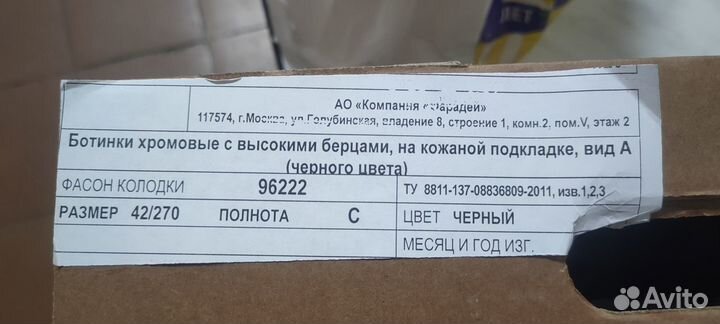 ЛЕТ
АО «Компания «Фарадей»
117574, г.Москва, ул.Голубинская, владение 8, строение 1, комн.2, пом.V, этаж 2
Ботинки хромовые с высокими берцами, на кожаной подкладке, вид А
(черного цвета)
ФАСОН КОЛОДКИ 96222 ТУ 8811-137-08836809-2011, изв.1,2,3
РАЗМЕР 42/270 ПОЛНОТА С ЦВЕТ ЧЕРНЫЙ
МЕСЯЦ И ГОД ИЗГ.
Avito